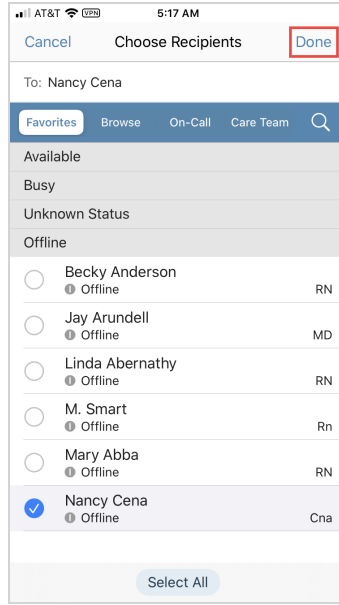 AT&T VPN 5:17 AM
Cancel Choose Recipients Done
To: Nancy Cena
Favorites Browse On-Call Care Team
Available
Busy
Unknown Status
Offline
Becky Anderson
Offline RN
Jay Arundell
Offline MD
Linda Abernathy
Offline RN
M. Smart
Offline Rn
Mary Abba
Offline RN
Nancy Cena
Offline Cna
Select All